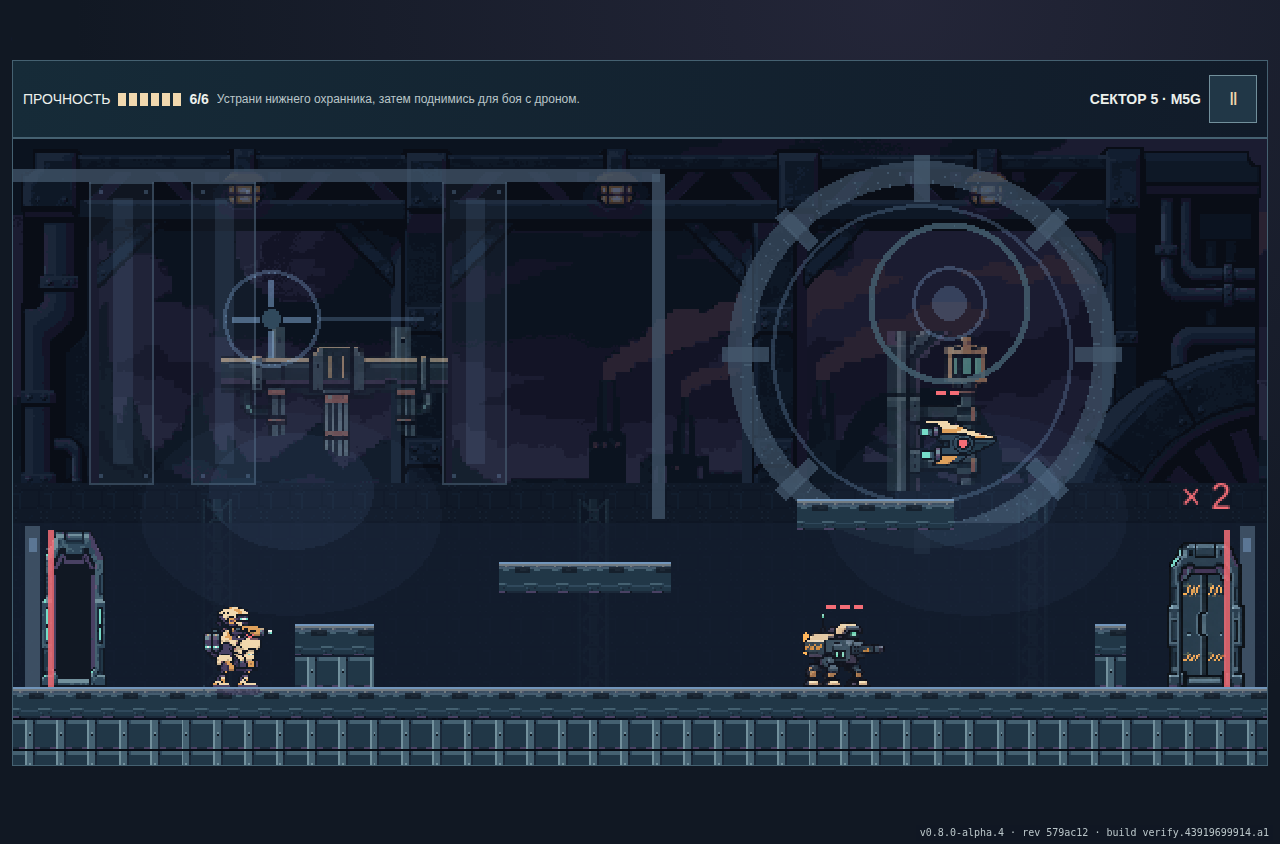 ПРОЧНОСТЬ 6/6 Устрани нижнего охранника, затем поднимись для боя с дроном. СЕКТОР 5 · M5G II
× 2
v0.8.0-alpha.4 · rev 579ac12 · build verify.43919699914.a1